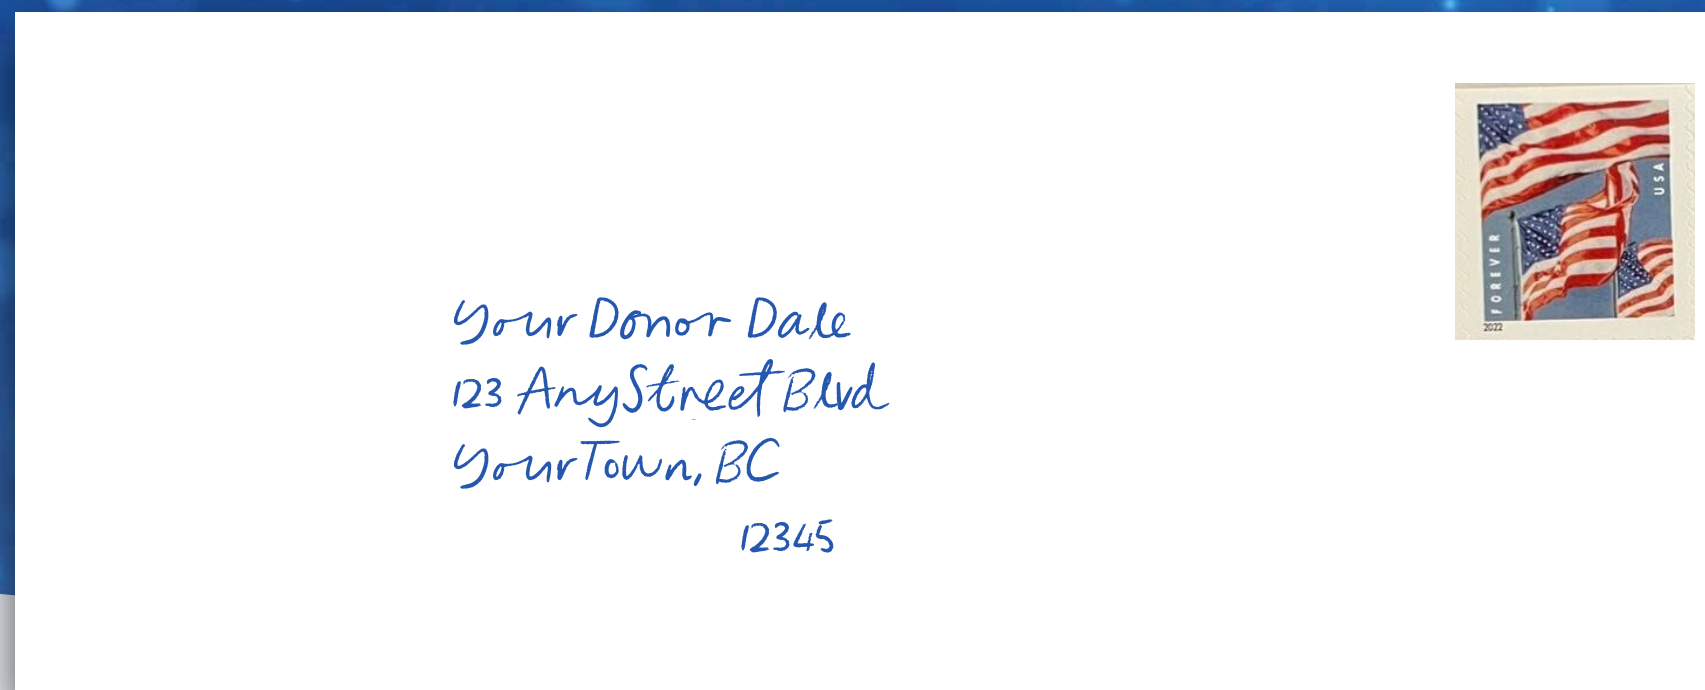 Your Donor Dale
123 AnyStreet Blvd
YourTown, BC
12345
USA
FOREVER
2022